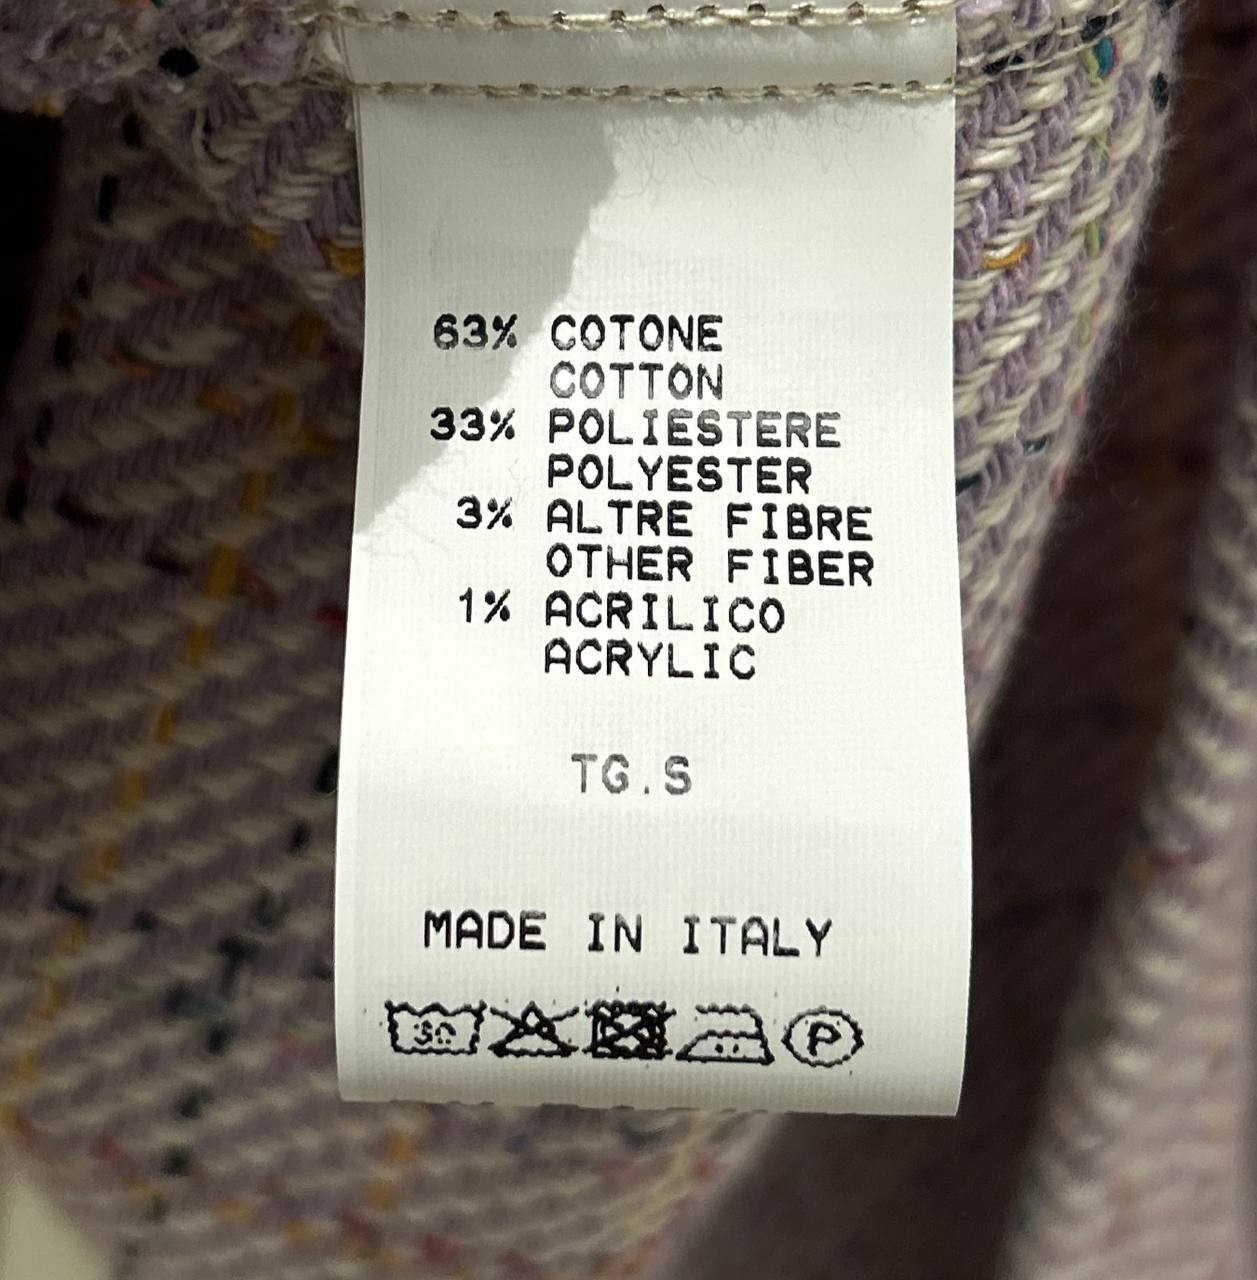 63% COTONE
COTTON
33% POLIESTERE
POLYESTER
3% ALTRE FIBRE
OTHER FIBER
1% ACRILICO
ACRYLIC
TG.S
MADE IN ITALY
30 P